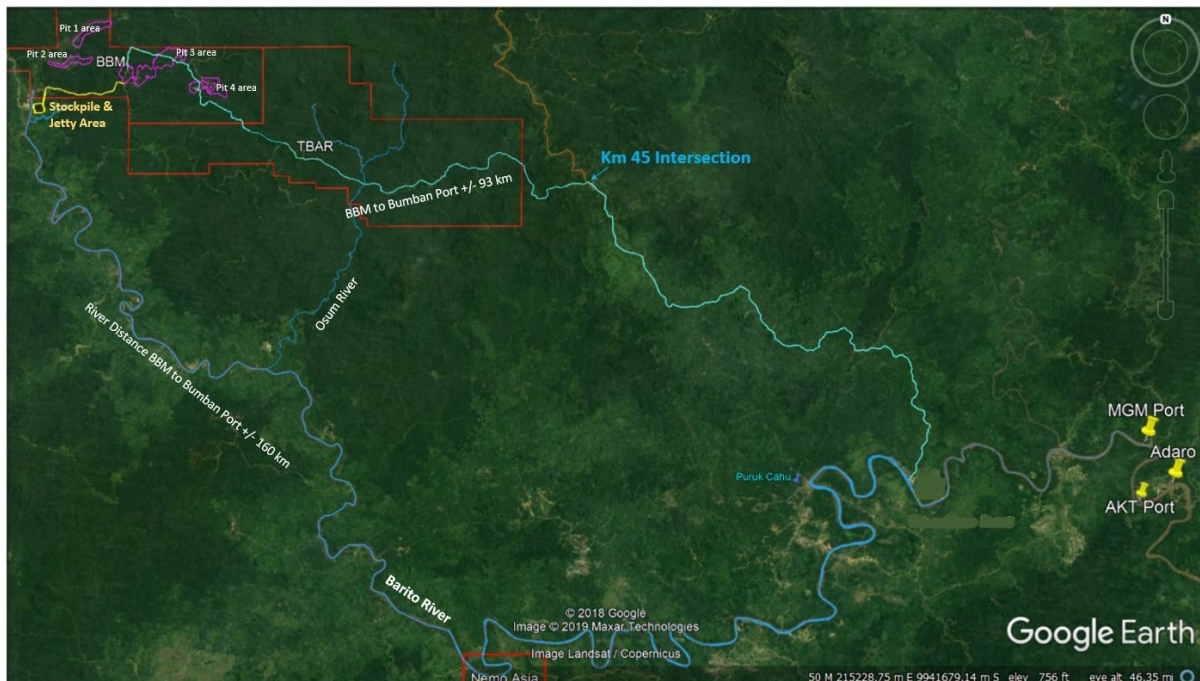 N
Pit 1 area
Pit 2 area
BBM
Pit 3 area
Pit 4 area
Stockpile &
Jetty Area
TBAR
Km 45 Intersection
BBM to Bumban Port +/- 93 km
Osum River
River Distance BBM to Bumban Port +/- 160 km
MGM Port
Adaro
Puruk Cahu
AKT Port
Barito River
© 2018 Google
Image © 2019 Maxar Technologies
Image Landsat / Copernicus
Google Earth
Nemo Asia
50 M 215228.75 m E 9941679.14 m S elev 756 ft eye alt 46.35 mi